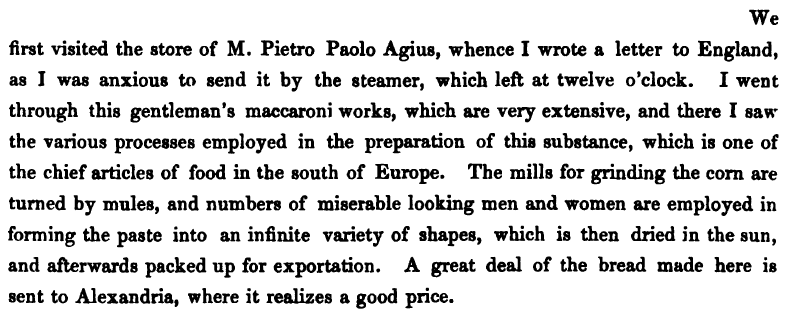 We
first visited the store of M. Pietro Paolo Agius, whence I wrote a letter to England,
as I was anxious to send it by the steamer, which left at twelve o'clock. I went
through this gentleman's maccaroni works, which are very extensive, and there I saw
the various processes employed in the preparation of this substance, which is one of
the chief articles of food in the south of Europe. The mills for grinding the corn are
turned by mules, and numbers of miserable looking men and women are employed in
forming the paste into an infinite variety of shapes, which is then dried in the sun,
and afterwards packed up for exportation. A great deal of the bread made here is
sent to Alexandria, where it realizes a good price.